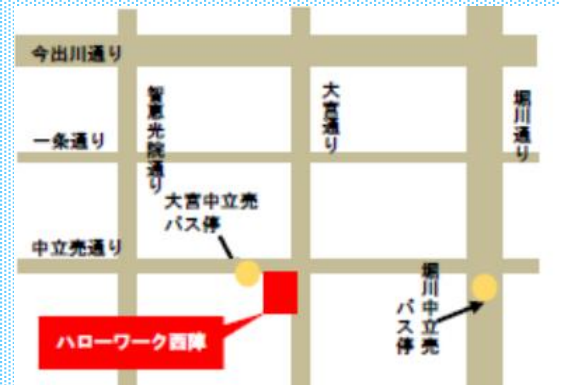 今出川通り
智恵光院通り
大宮通り
堀川通り
一条通り
大宮中立売
バス停
中立売通り
堀川中立売
バス停
ハローワーク西陣